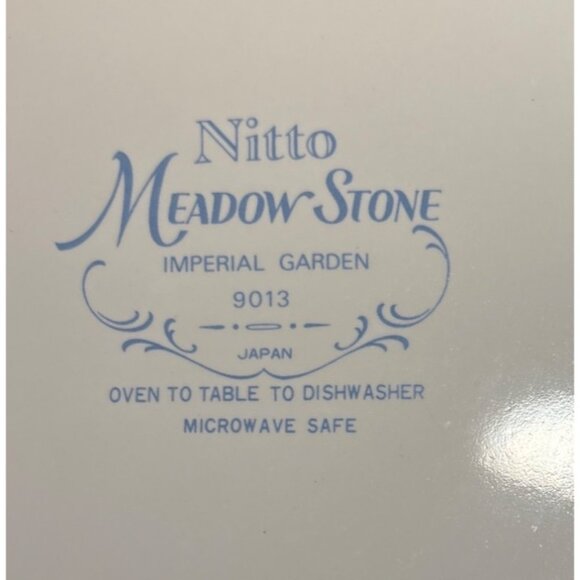 Nitto
MEADOW STONE
IMPERIAL GARDEN
9013
JAPAN
OVEN TO TABLE TO DISHWASHER
MICROWAVE SAFE